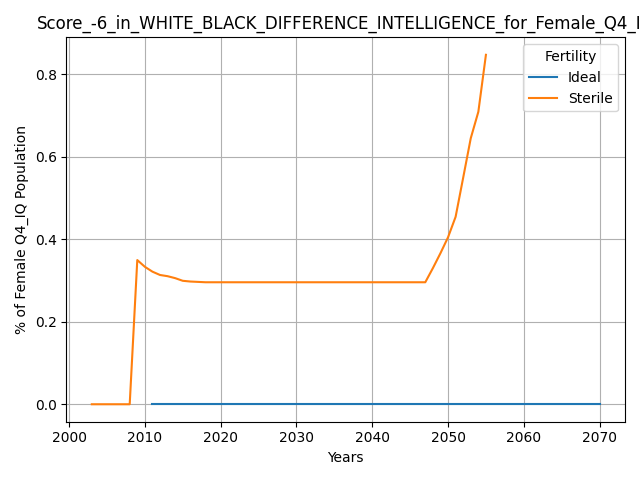 Score_-6_in_WHITE_BLACK_DIFFERENCE_INTELLIGENCE_for_Female_Q4_I
Fertility
Ideal
Sterile
% of Female Q4_IQ Population
0.8
0.6
0.4
0.2
0.0
2000 2010 2020 2030 2040 2050 2060 2070
Years